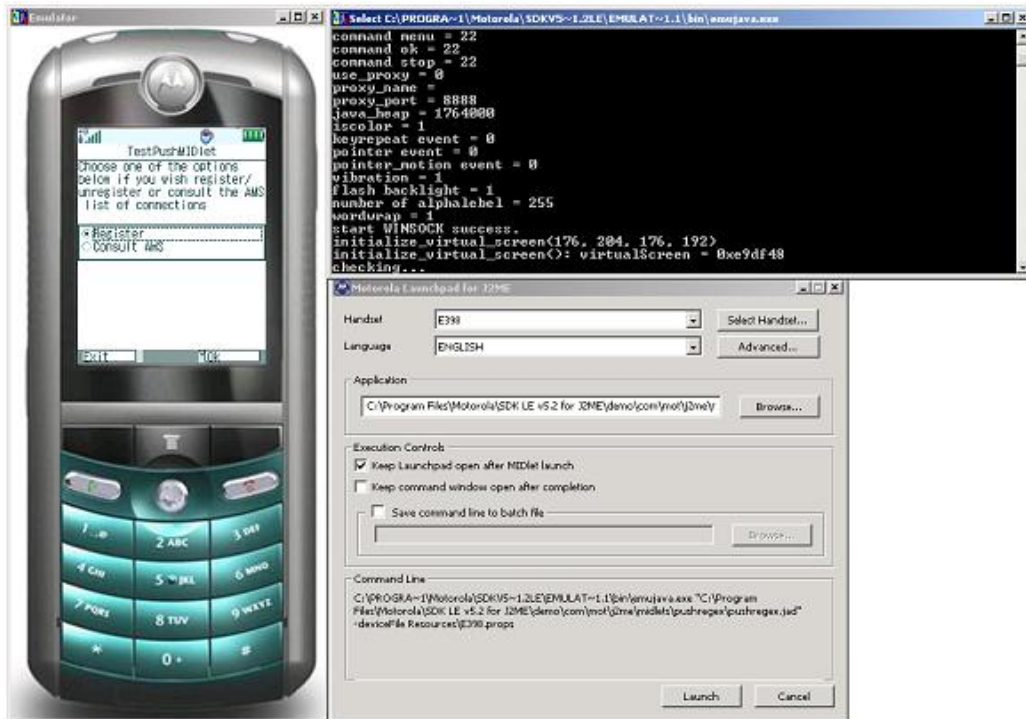 Emulator
TestPushMIDlet
Choose one of the options
below if you wish register/
unregister or consult the AMS
list of connections
Register
Consult AMS
Exit
Ok
1
2 ABC
3 DEF
4 GHI
5 JKL
6 MNO
7 PQRS
8 TUV
9 WXYZ
*
0 +
#
Select C:\PROGRA~1\Motorola\SDKV5~1.2LE\EMULAT~1.1\bin\emujava.exe
command menu = 22
command ok = 22
command stop = 22
use_proxy = 0
proxy_name =
proxy_port = 8888
java_heap = 1764000
iscolor = 1
keyrepeat event = 0
pointer event = 0
pointer_motion event = 0
vibration = 1
flash backlight = 1
number of alphalebel = 255
wordwrap = 1
start WINSOCK success.
initialize_virtual_screen(176, 204, 176, 192)
initialize_virtual_screen(): virtualScreen = 0xe9df48
checking...
Motorola Launchpad for J2ME
Handset
E398
Select Handset...
Language
ENGLISH
Advanced...
Application
C:\Program Files\Motorola\SDK LE v5.2 for J2ME\demo\com\mot\j2me\r
Browse...
Execution Controls
Keep Launchpad open after MIDlet launch
Keep command window open after completion
Save command line to batch file
Browse...
Command Line
C:\PROGRA~1\Motorola\SDKV5~1.2LE\EMULAT~1.1\bin\emujava.exe "C:\Program
Files\Motorola\SDK LE v5.2 for J2ME\demo\com\mot\j2me\midlets\pushregex\pushregex.jad"
-deviceFile Resources\E398.props
Launch
Cancel